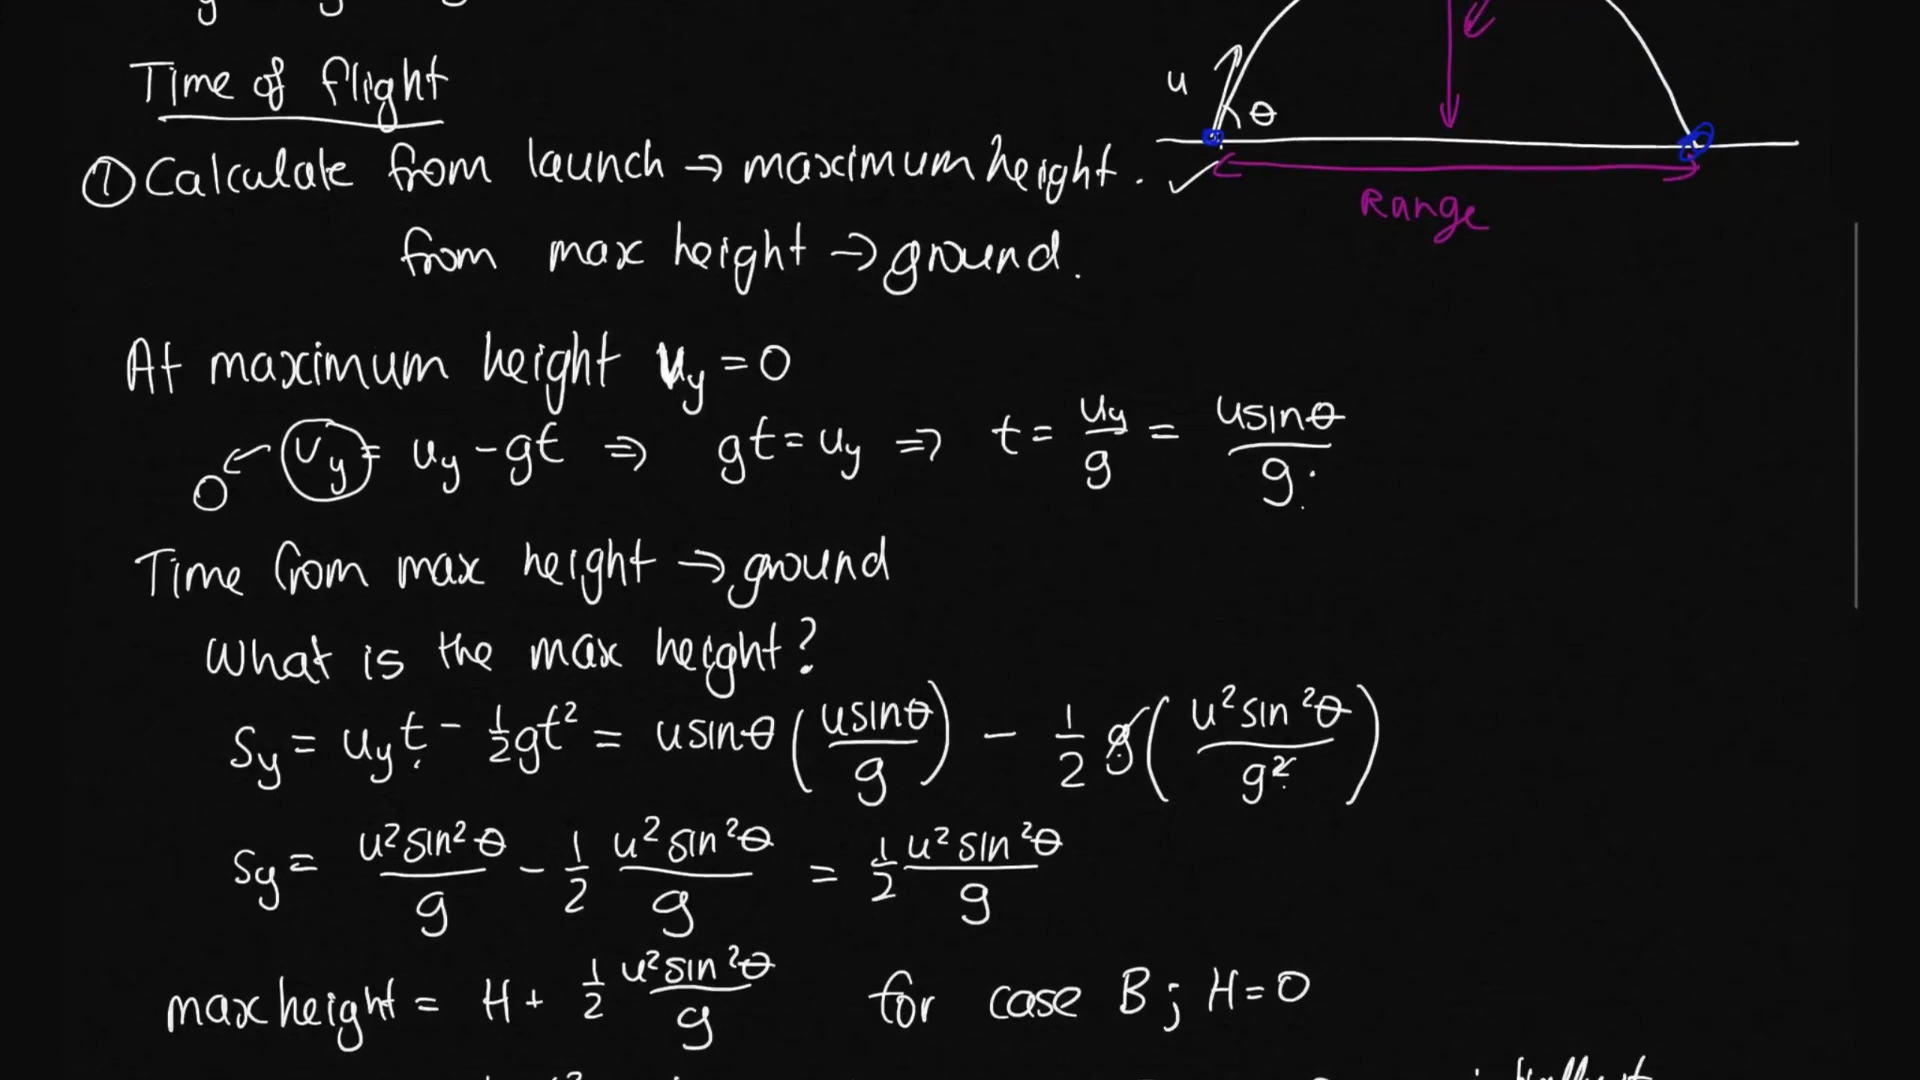 Time of flight
① Calculate from launch → maximum height.
from max height → ground.
u
θ
Range
At maximum height Vy = 0
0 ← Vy = uy - gt ⇒ gt = uy ⇒ t = uy/g = usinθ/g.
Time from max height → ground
What is the max height?
Sy = uyt - ½gt² = usinθ (usinθ/g) - ½ g (u²sin²θ/g²)
Sy = u²sin²θ/g - ½ u²sin²θ/g = ½ u²sin²θ/g
max height = H + ½ u²sin²θ/g for case B; H=0